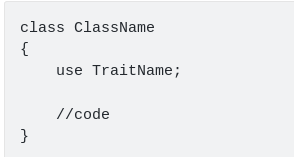 class ClassName
{
    use TraitName;

    //code
}